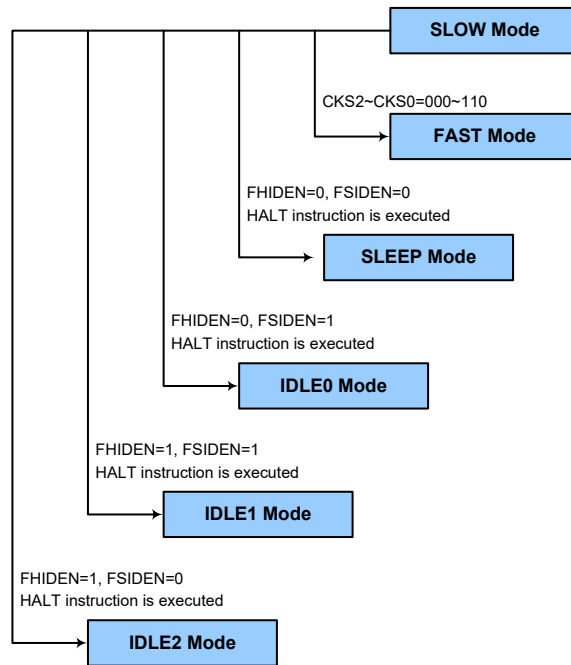 SLOW Mode
CKS2~CKS0=000~110
FAST Mode
FHIDEN=0, FSIDEN=0
HALT instruction is executed
SLEEP Mode
FHIDEN=0, FSIDEN=1
HALT instruction is executed
IDLE0 Mode
FHIDEN=1, FSIDEN=1
HALT instruction is executed
IDLE1 Mode
FHIDEN=1, FSIDEN=0
HALT instruction is executed
IDLE2 Mode